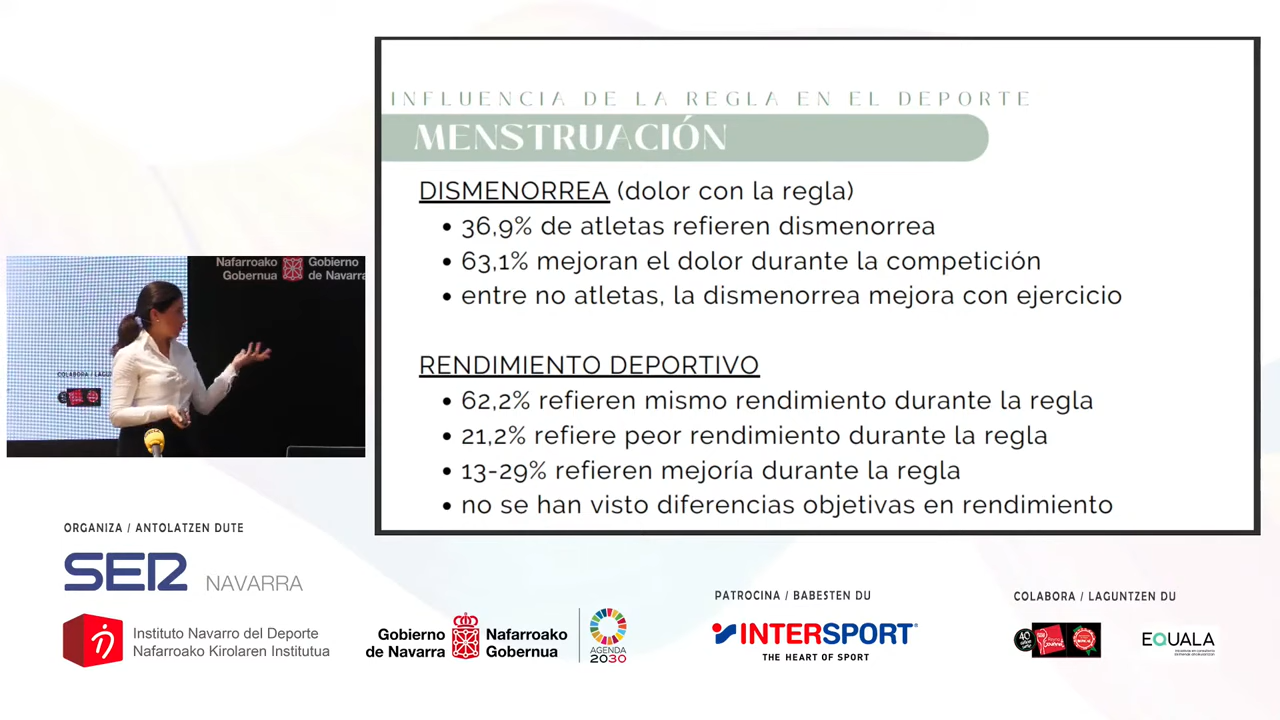 INFLUENCIA DE LA REGLA EN EL DEPORTE
MENSTRUACIÓN
DISMENORREA (dolor con la regla)
• 36,9% de atletas refieren dismenorrea
• 63,1% mejoran el dolor durante la competición
• entre no atletas, la dismenorrea mejora con ejercicio
RENDIMIENTO DEPORTIVO
• 62,2% refieren mismo rendimiento durante la regla
• 21,2% refiere peor rendimiento durante la regla
• 13-29% refieren mejoría durante la regla
• no se han visto diferencias objetivas en rendimiento
Nafarroako Gobernua
Gobierno de Navarra
COLABORA / LAGUN
ORGANIZA / ANTOLATZEN DUTE
SER NAVARRA
Instituto Navarro del Deporte
Nafarroako Kirolaren Institutua
Gobierno de Navarra
Nafarroako Gobernua
AGENDA 2030
PATROCINA / BABESTEN DU
INTERSPORT
THE HEART OF SPORT
COLABORA / LAGUNTZEN DU
40
EQUALA